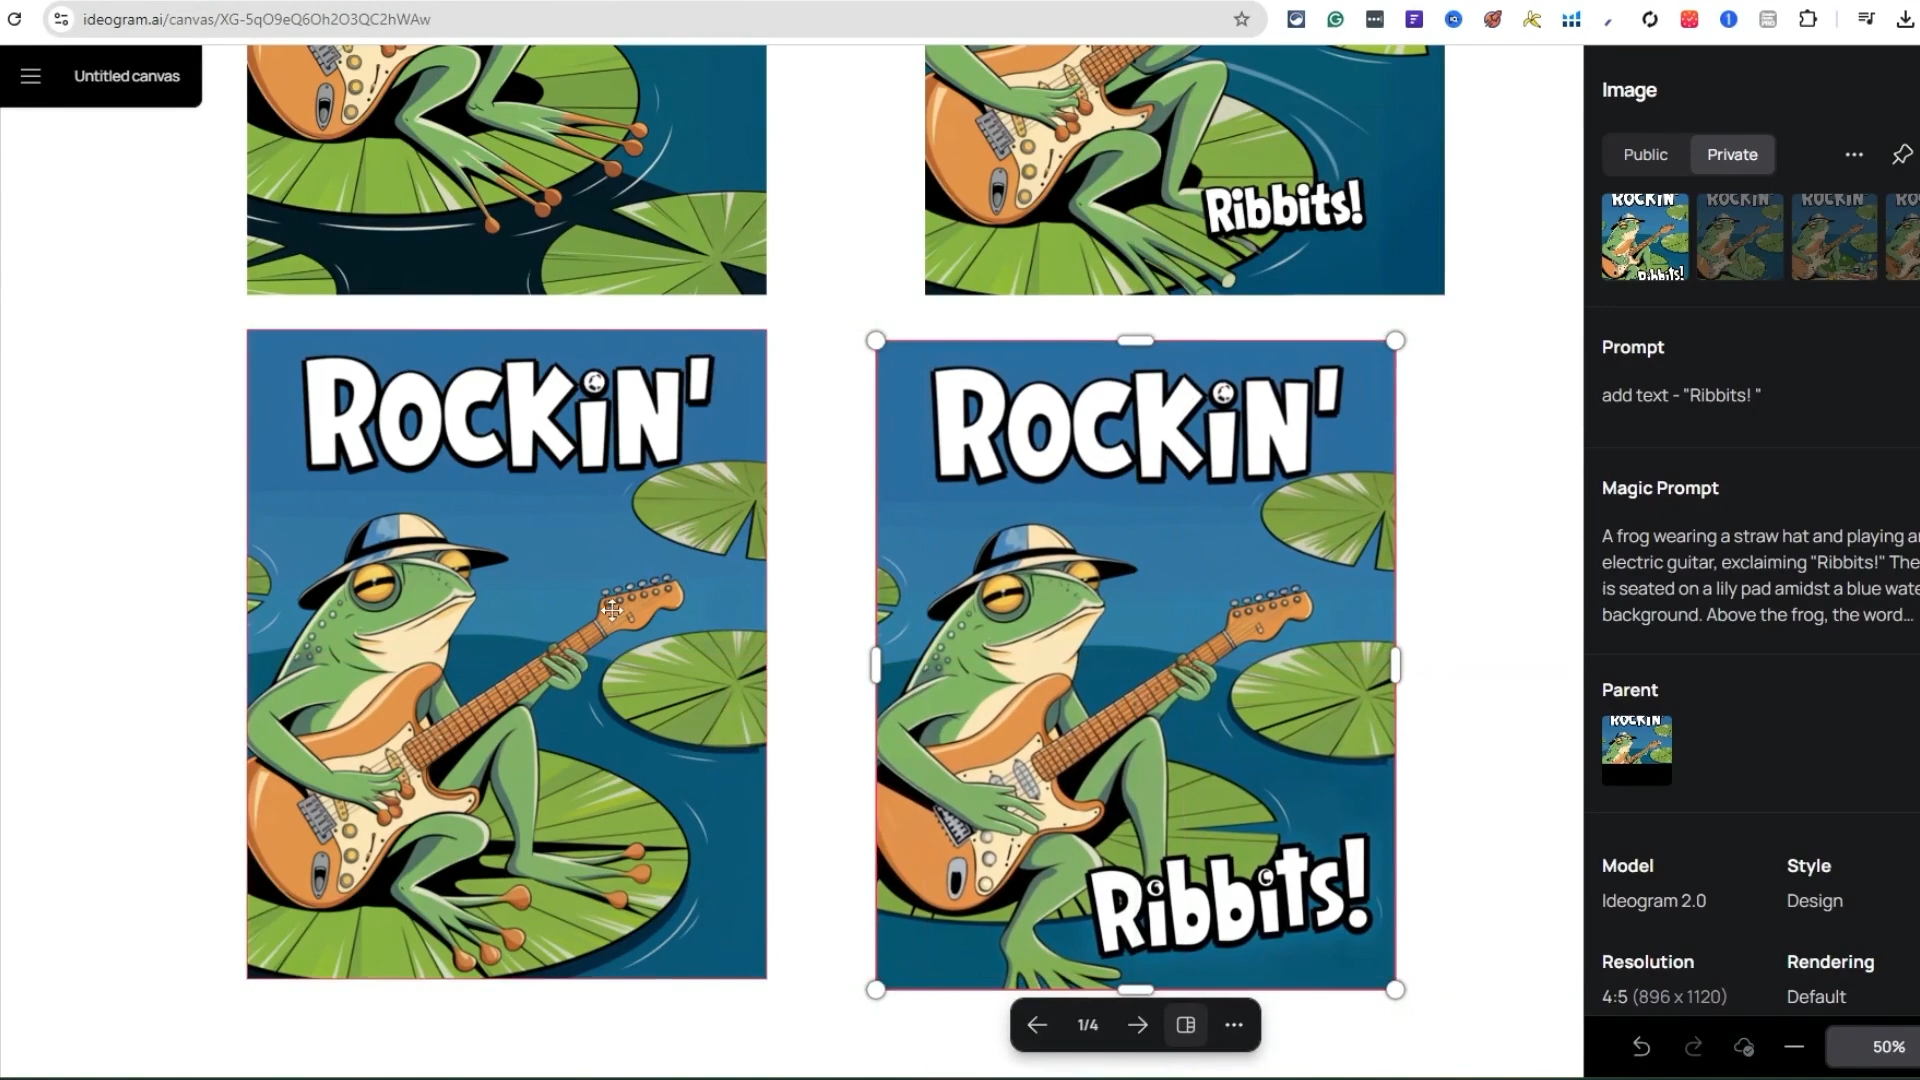 ideogram.ai/canvas/XG-5qO9eQ6Oh2O3QC2hWAw
Untitled canvas
Ribbits!
ROCKiN'
ROCKiN'
Ribbits!
1/4
Image
Public
Private
ROCKIN
ROCKIN
ROCKIN
Ribbits!
Prompt
add text - "Ribbits! "
Magic Prompt
A frog wearing a straw hat and playing an
electric guitar, exclaiming "Ribbits!" The
is seated on a lily pad amidst a blue wate
background. Above the frog, the word...
Parent
ROCKIN
Model
Style
Ideogram 2.0
Design
Resolution
Rendering
4:5 (896 x 1120)
Default
50%